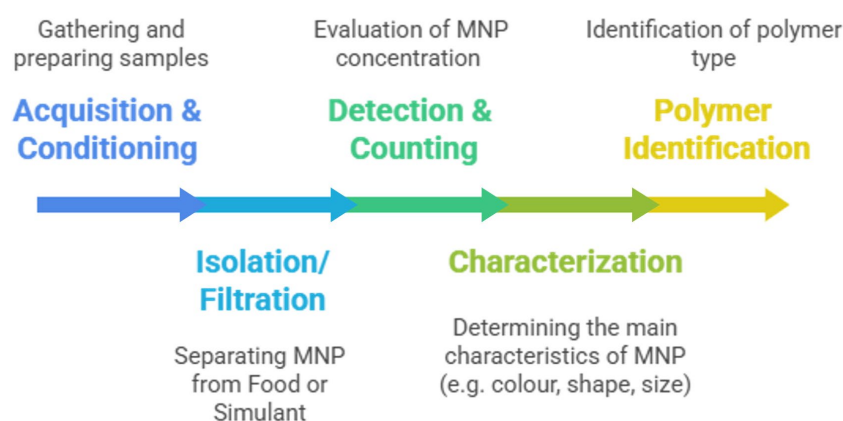 Gathering and
preparing samples
Acquisition &
Conditioning
Isolation/
Filtration
Separating MNP
from Food or
Simulant
Evaluation of MNP
concentration
Detection &
Counting
Characterization
Determining the main
characteristics of MNP
(e.g. colour, shape, size)
Identification of polymer
type
Polymer
Identification